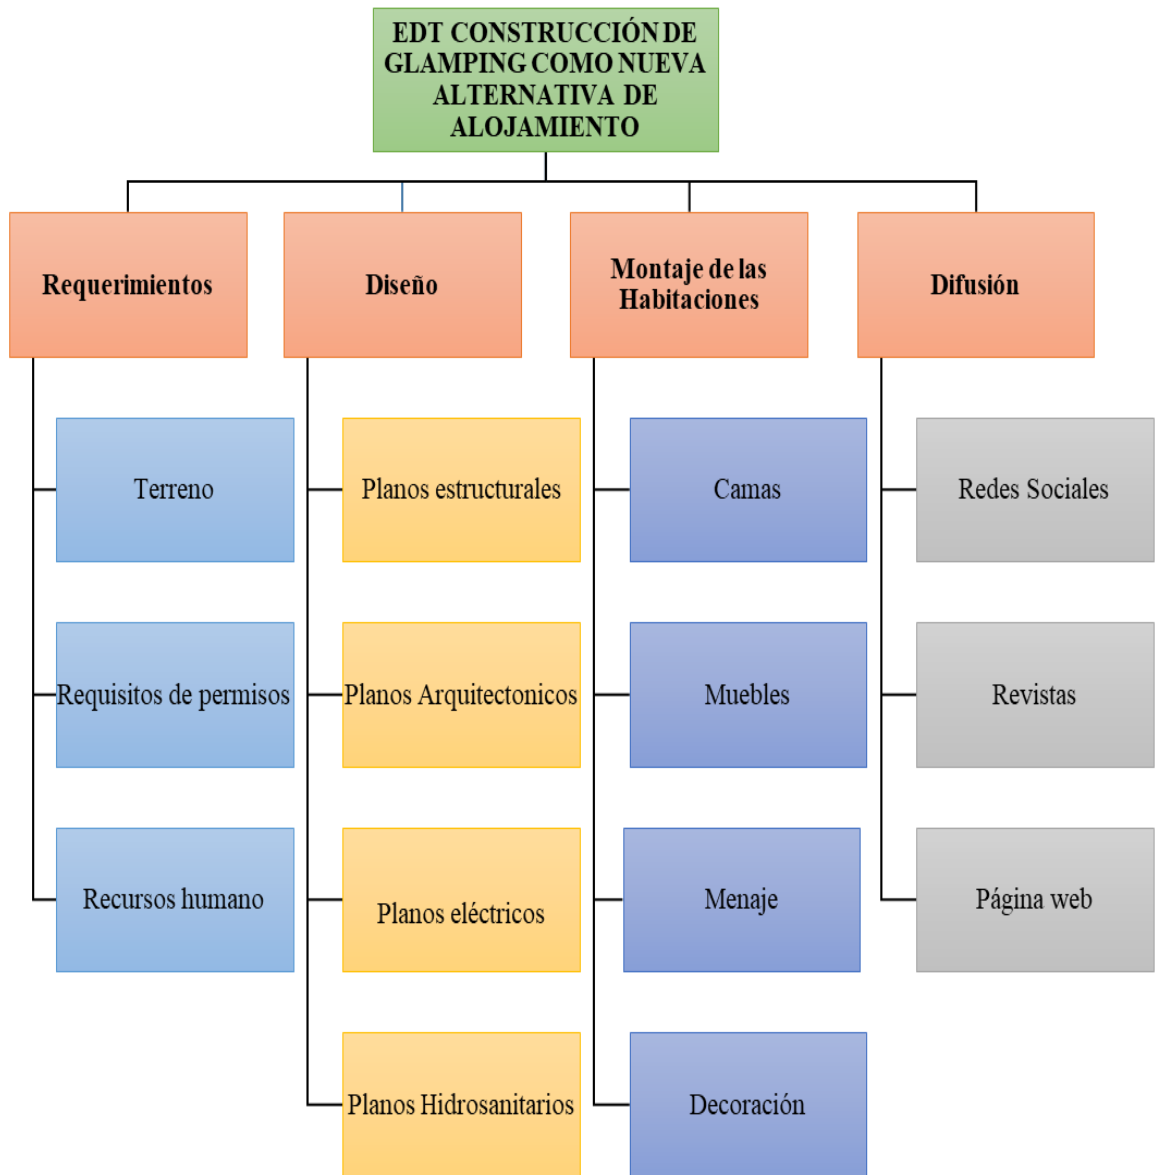 EDT CONSTRUCCIÓN DE
GLAMPING COMO NUEVA
ALTERNATIVA DE
ALOJAMIENTO
Requerimientos
Diseño
Montaje de las
Habitaciones
Difusión
Terreno
Planos estructurales
Camas
Redes Sociales
Requisitos de permisos
Planos Arquitectonicos
Muebles
Revistas
Recursos humano
Planos eléctricos
Menaje
Página web
Planos Hidrosanitarios
Decoración